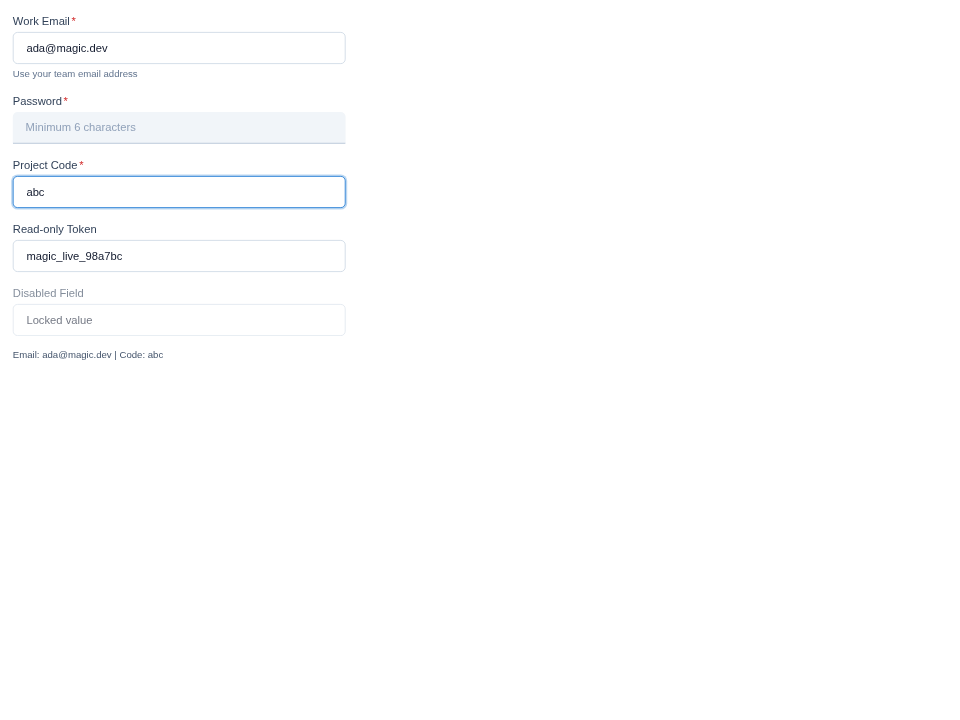 Work Email*
ada@magic.dev
Use your team email address
Password*
Minimum 6 characters
Project Code*
abc
Read-only Token
magic_live_98a7bc
Disabled Field
Locked value
Email: ada@magic.dev | Code: abc